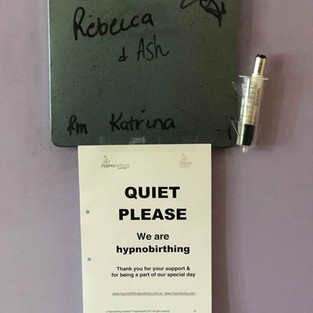 Rebecca
& Ash
Rm Katrina
QUIET
PLEASE
We are
hypnobirthing
Thank you for your support &
for being a part of our special day